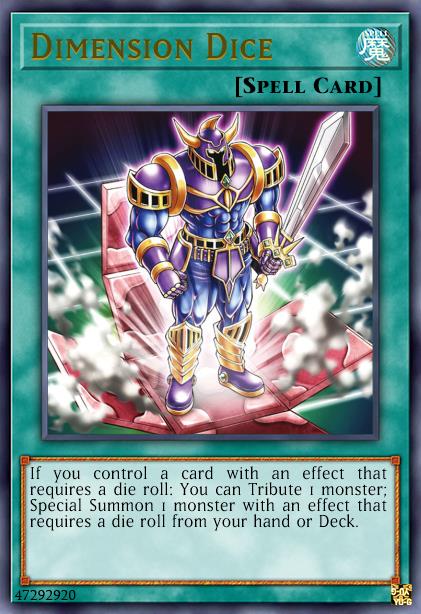 DIMENSION DICE
SPELL
魔
[SPELL CARD]
If you control a card with an effect that
requires a die roll: You can Tribute 1 monster;
Special Summon 1 monster with an effect that
requires a die roll from your hand or Deck.
47292920